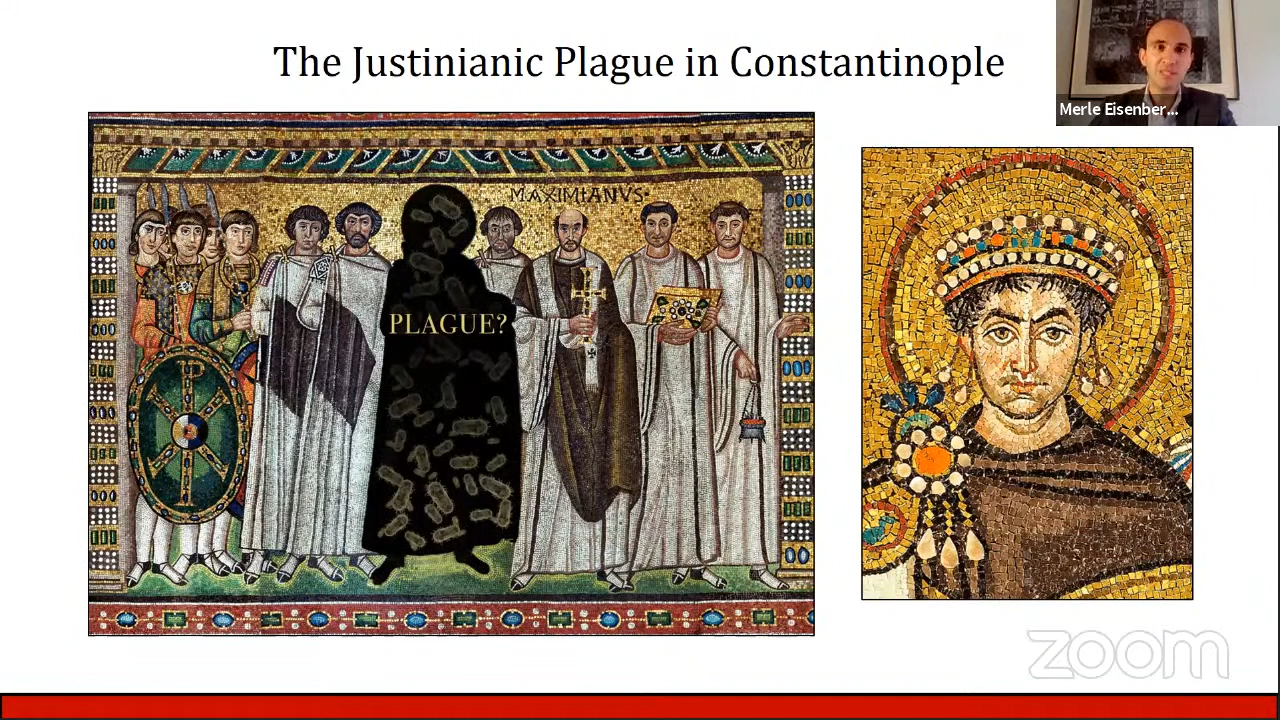 The Justinianic Plague in Constantinople
Merle Eisenber...
MAXIMIANVS
PLAGUE?
zoom